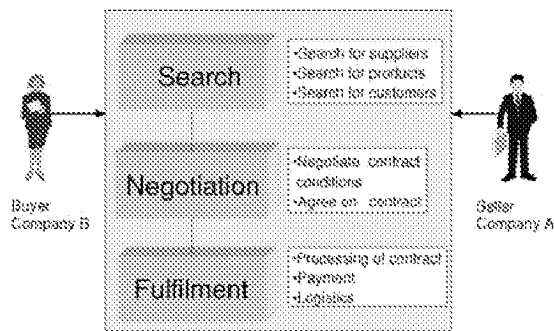 Search
•Search for suppliers
•Search for products
•Search for customers
Negotiation
•Negotiate contract
conditions
•Agree on contract
Buyer
Company B
Seller
Company A
Fulfilment
•Processing of contract
•Payment
•Logistics